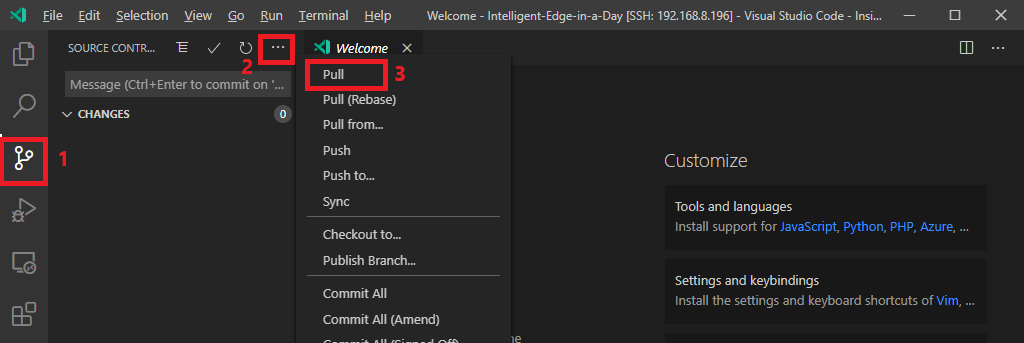 File Edit Selection View Go Run Terminal Help Welcome - Intelligent-Edge-in-a-Day [SSH: 192.168.8.196] - Visual Studio Code - Insi...
SOURCE CONTR... ... Welcome ...
2
Message (Ctrl+Enter to commit on '...
CHANGES 0
1
Pull 3
Pull (Rebase)
Pull from...
Push
Push to...
Sync
Checkout to...
Publish Branch...
Commit All
Commit All (Amend)
Commit All (Signed Off)
Customize
Tools and languages
Install support for JavaScript, Python, PHP, Azure, ...
Settings and keybindings
Install the settings and keyboard shortcuts of Vim, ...